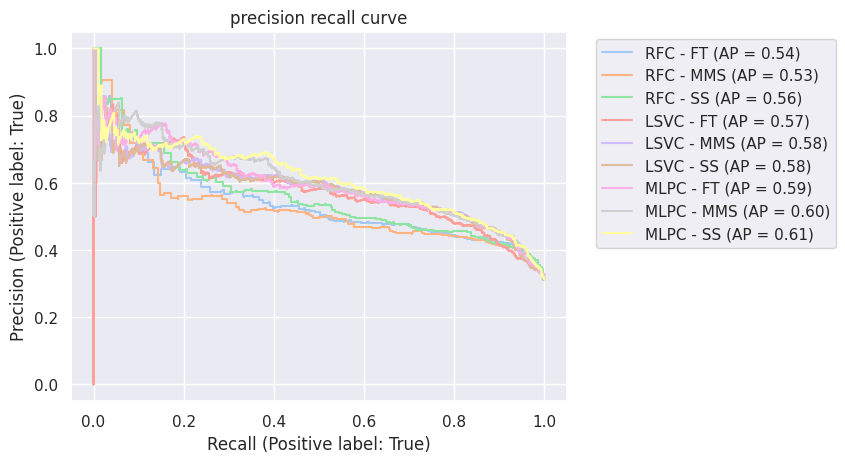 precision recall curve
Precision (Positive label: True)
1.0
0.8
0.6
0.4
0.2
0.0
0.0 0.2 0.4 0.6 0.8 1.0
Recall (Positive label: True)
RFC - FT (AP = 0.54)
RFC - MMS (AP = 0.53)
RFC - SS (AP = 0.56)
LSVC - FT (AP = 0.57)
LSVC - MMS (AP = 0.58)
LSVC - SS (AP = 0.58)
MLPC - FT (AP = 0.59)
MLPC - MMS (AP = 0.60)
MLPC - SS (AP = 0.61)